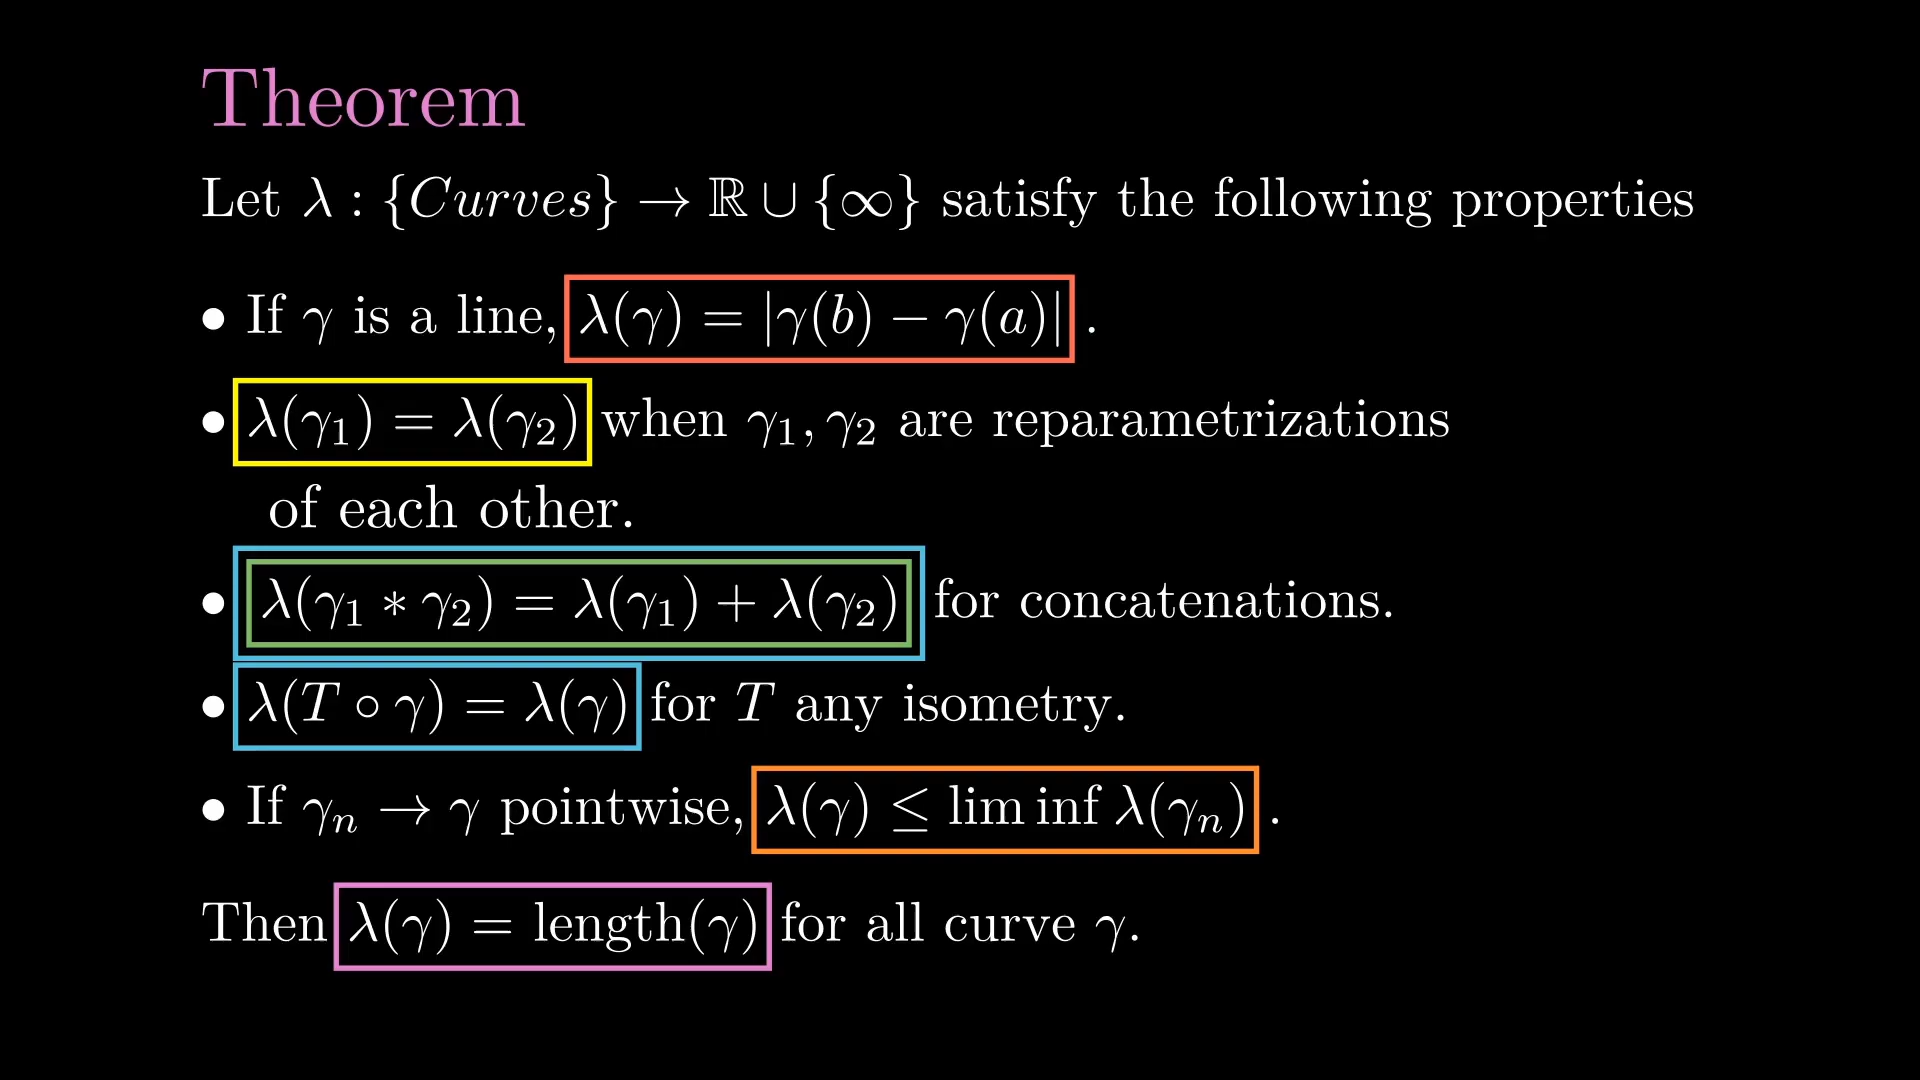 Theorem
Let λ : {Curves} → ℝ ∪ {∞} satisfy the following properties
• If γ is a line, λ(γ) = |γ(b) − γ(a)| .
• λ(γ₁) = λ(γ₂) when γ₁, γ₂ are reparametrizations
of each other.
• λ(γ₁ ∗ γ₂) = λ(γ₁) + λ(γ₂) for concatenations.
• λ(T ∘ γ) = λ(γ) for T any isometry.
• If γₙ → γ pointwise, λ(γ) ≤ lim inf λ(γₙ) .
Then λ(γ) = length(γ) for all curve γ.